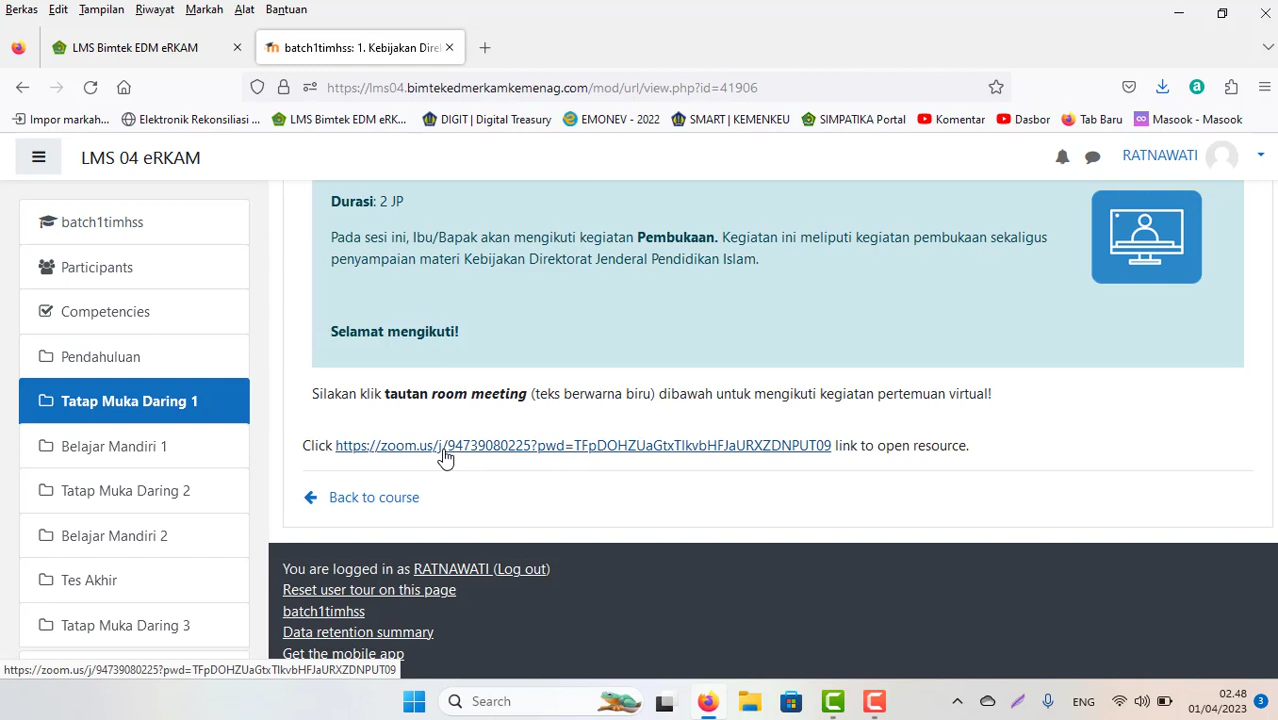 Berkas Edit Tampilan Riwayat Markah Alat Bantuan
LMS Bimtek EDM eRKAM
batch1timhss: 1. Kebijakan Dire
https://lms04.bimtekedmerkamkemenag.com/mod/url/view.php?id=41906
Impor markah... Elektronik Rekonsiliasi ... LMS Bimtek EDM eRK... DIGIT | Digital Treasury EMONEV - 2022 SMART | KEMENKEU SIMPATIKA Portal Komentar Dasbor Tab Baru Masook - Masook
LMS 04 eRKAM
RATNAWATI
batch1timhss
Participants
Competencies
Pendahuluan
Tatap Muka Daring 1
Belajar Mandiri 1
Tatap Muka Daring 2
Belajar Mandiri 2
Tes Akhir
Tatap Muka Daring 3
Durasi: 2 JP
Pada sesi ini, Ibu/Bapak akan mengikuti kegiatan Pembukaan. Kegiatan ini meliputi kegiatan pembukaan sekaligus
penyampaian materi Kebijakan Direktorat Jenderal Pendidikan Islam.
Selamat mengikuti!
Silakan klik tautan room meeting (teks berwarna biru) dibawah untuk mengikuti kegiatan pertemuan virtual!
Click https://zoom.us/j/94739080225?pwd=TFpDOHZUaGtxTlkvbHFJaURXZDNPUT09 link to open resource.
Back to course
You are logged in as RATNAWATI (Log out)
Reset user tour on this page
batch1timhss
Data retention summary
Get the mobile app
https://zoom.us/j/94739080225?pwd=TFpDOHZUaGtxTlkvbHFJaURXZDNPUT09
Search
ENG
02.48
01/04/2023
3